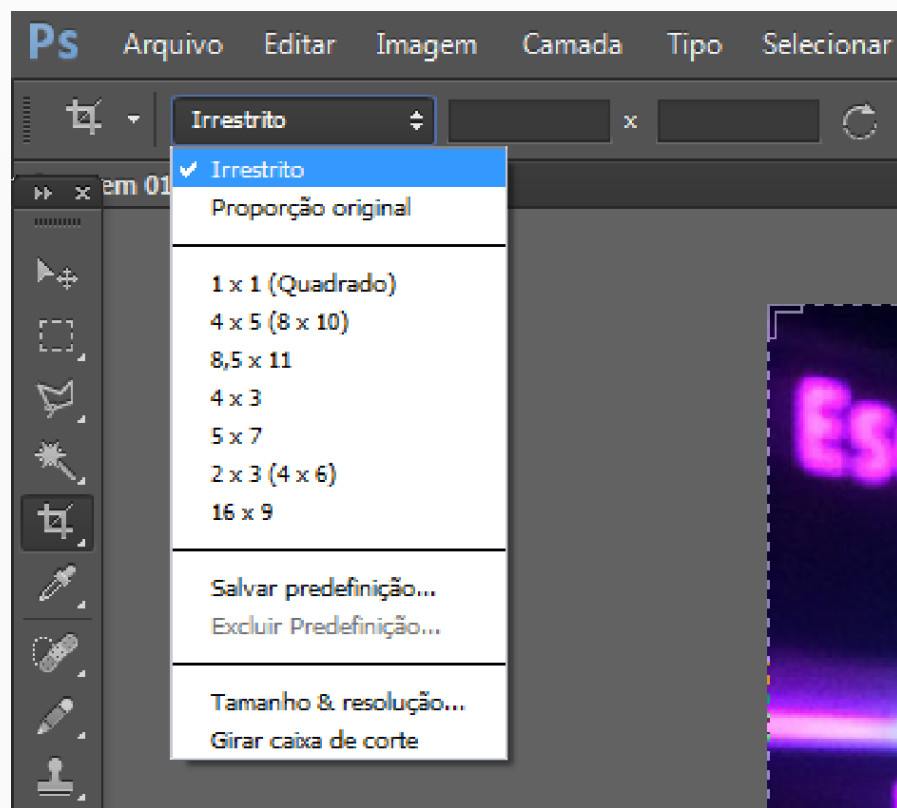 Ps Arquivo Editar Imagem Camada Tipo Selecionar
Irrestrito x
em 01
Irrestrito
Proporção original
1 x 1 (Quadrado)
4 x 5 (8 x 10)
8,5 x 11
4 x 3
5 x 7
2 x 3 (4 x 6)
16 x 9
Salvar predefinição...
Excluir Predefinição...
Tamanho & resolução...
Girar caixa de corte
Es